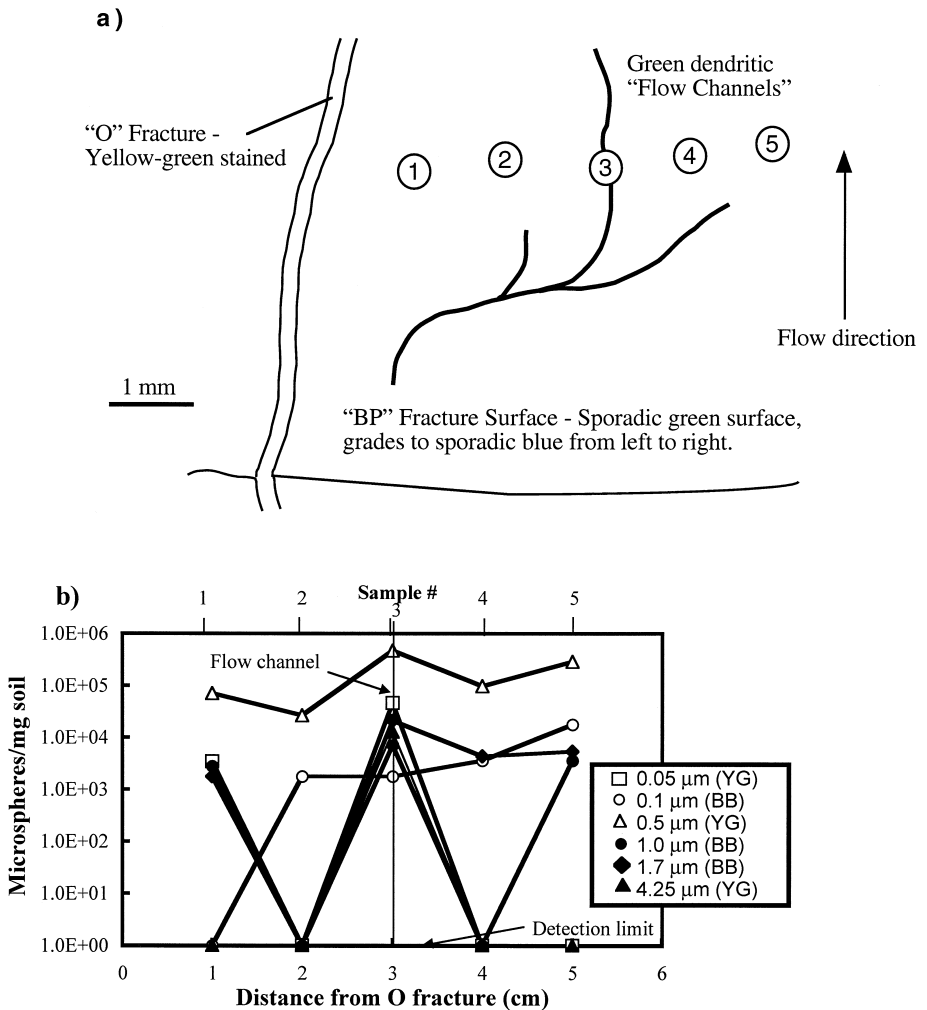 a)
Green dendritic
“Flow Channels”
“O” Fracture -
Yellow-green stained
1
2
3
4
5
Flow direction
1 mm
“BP” Fracture Surface - Sporadic green surface,
grades to sporadic blue from left to right.
b)
Sample #
1 2 3 4 5
Microspheres/mg soil
1.0E+06
1.0E+05
1.0E+04
1.0E+03
1.0E+02
1.0E+01
1.0E+00
Flow channel
Detection limit
0.05 µm (YG)
0.1 µm (BB)
0.5 µm (YG)
1.0 µm (BB)
1.7 µm (BB)
4.25 µm (YG)
0 1 2 3 4 5 6
Distance from O fracture (cm)